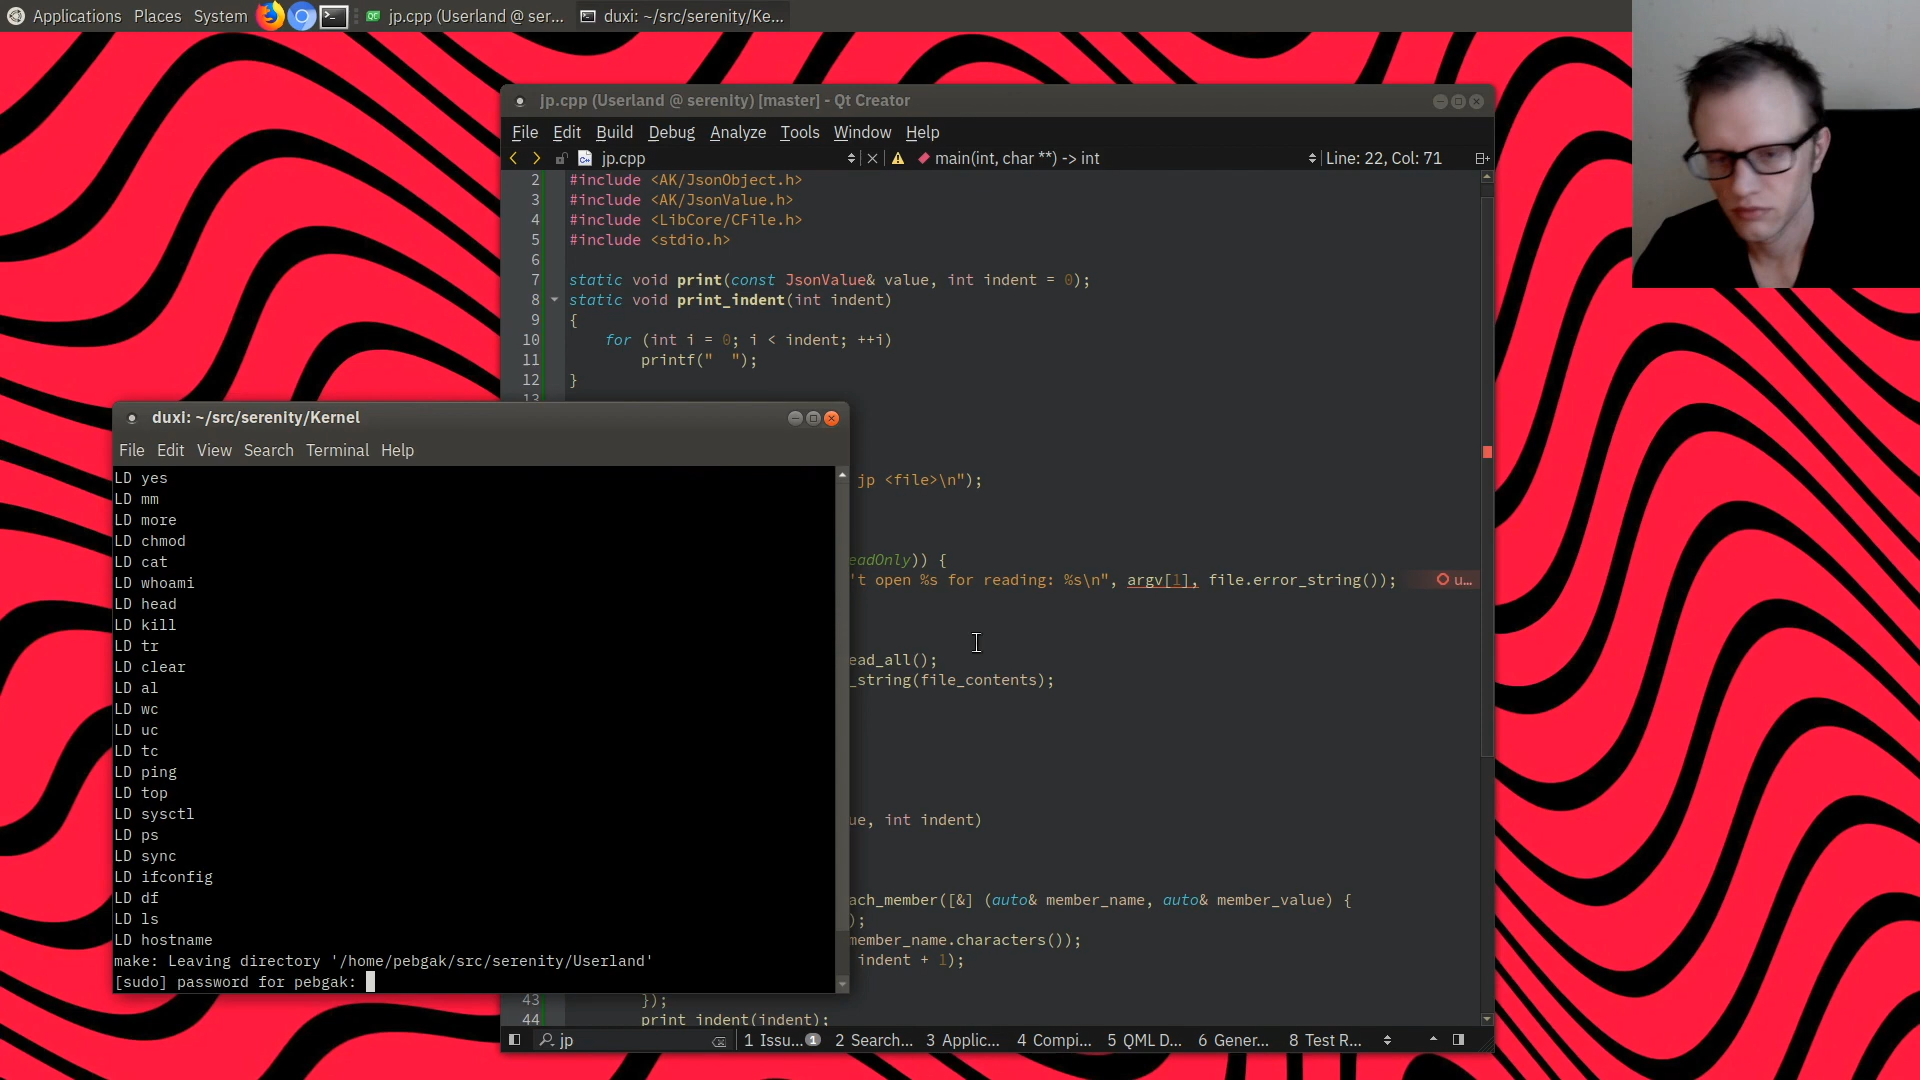 Applications Places System jp.cpp (Userland @ ser... duxi: ~/src/serenity/Ke...
jp.cpp (Userland @ serenity) [master] - Qt Creator
File Edit Build Debug Analyze Tools Window Help
jp.cpp main(int, char **) -> int Line: 22, Col: 71
2 #include <AK/JsonObject.h>
3 #include <AK/JsonValue.h>
4 #include <LibCore/CFile.h>
5 #include <stdio.h>
6
7 static void print(const JsonValue& value, int indent = 0);
8 static void print_indent(int indent)
9 {
10 for (int i = 0; i < indent; ++i)
11 printf("  ");
12 }
13
jp <file>\n");
eadOnly)) {
't open %s for reading: %s\n", argv[1], file.error_string()); u...
ead_all();
_string(file_contents);
ue, int indent)
ach_member([&] (auto& member_name, auto& member_value) {
);
member_name.characters());
indent + 1);
43 });
44 print_indent(indent);
jp 1 Issu... 1 2 Search... 3 Applic... 4 Compi... 5 QML D... 6 Gener... 8 Test R...
duxi: ~/src/serenity/Kernel
File Edit View Search Terminal Help
LD yes
LD mm
LD more
LD chmod
LD cat
LD whoami
LD head
LD kill
LD tr
LD clear
LD al
LD wc
LD uc
LD tc
LD ping
LD top
LD sysctl
LD ps
LD sync
LD ifconfig
LD df
LD ls
LD hostname
make: Leaving directory '/home/pebgak/src/serenity/Userland'
[sudo] password for pebgak: